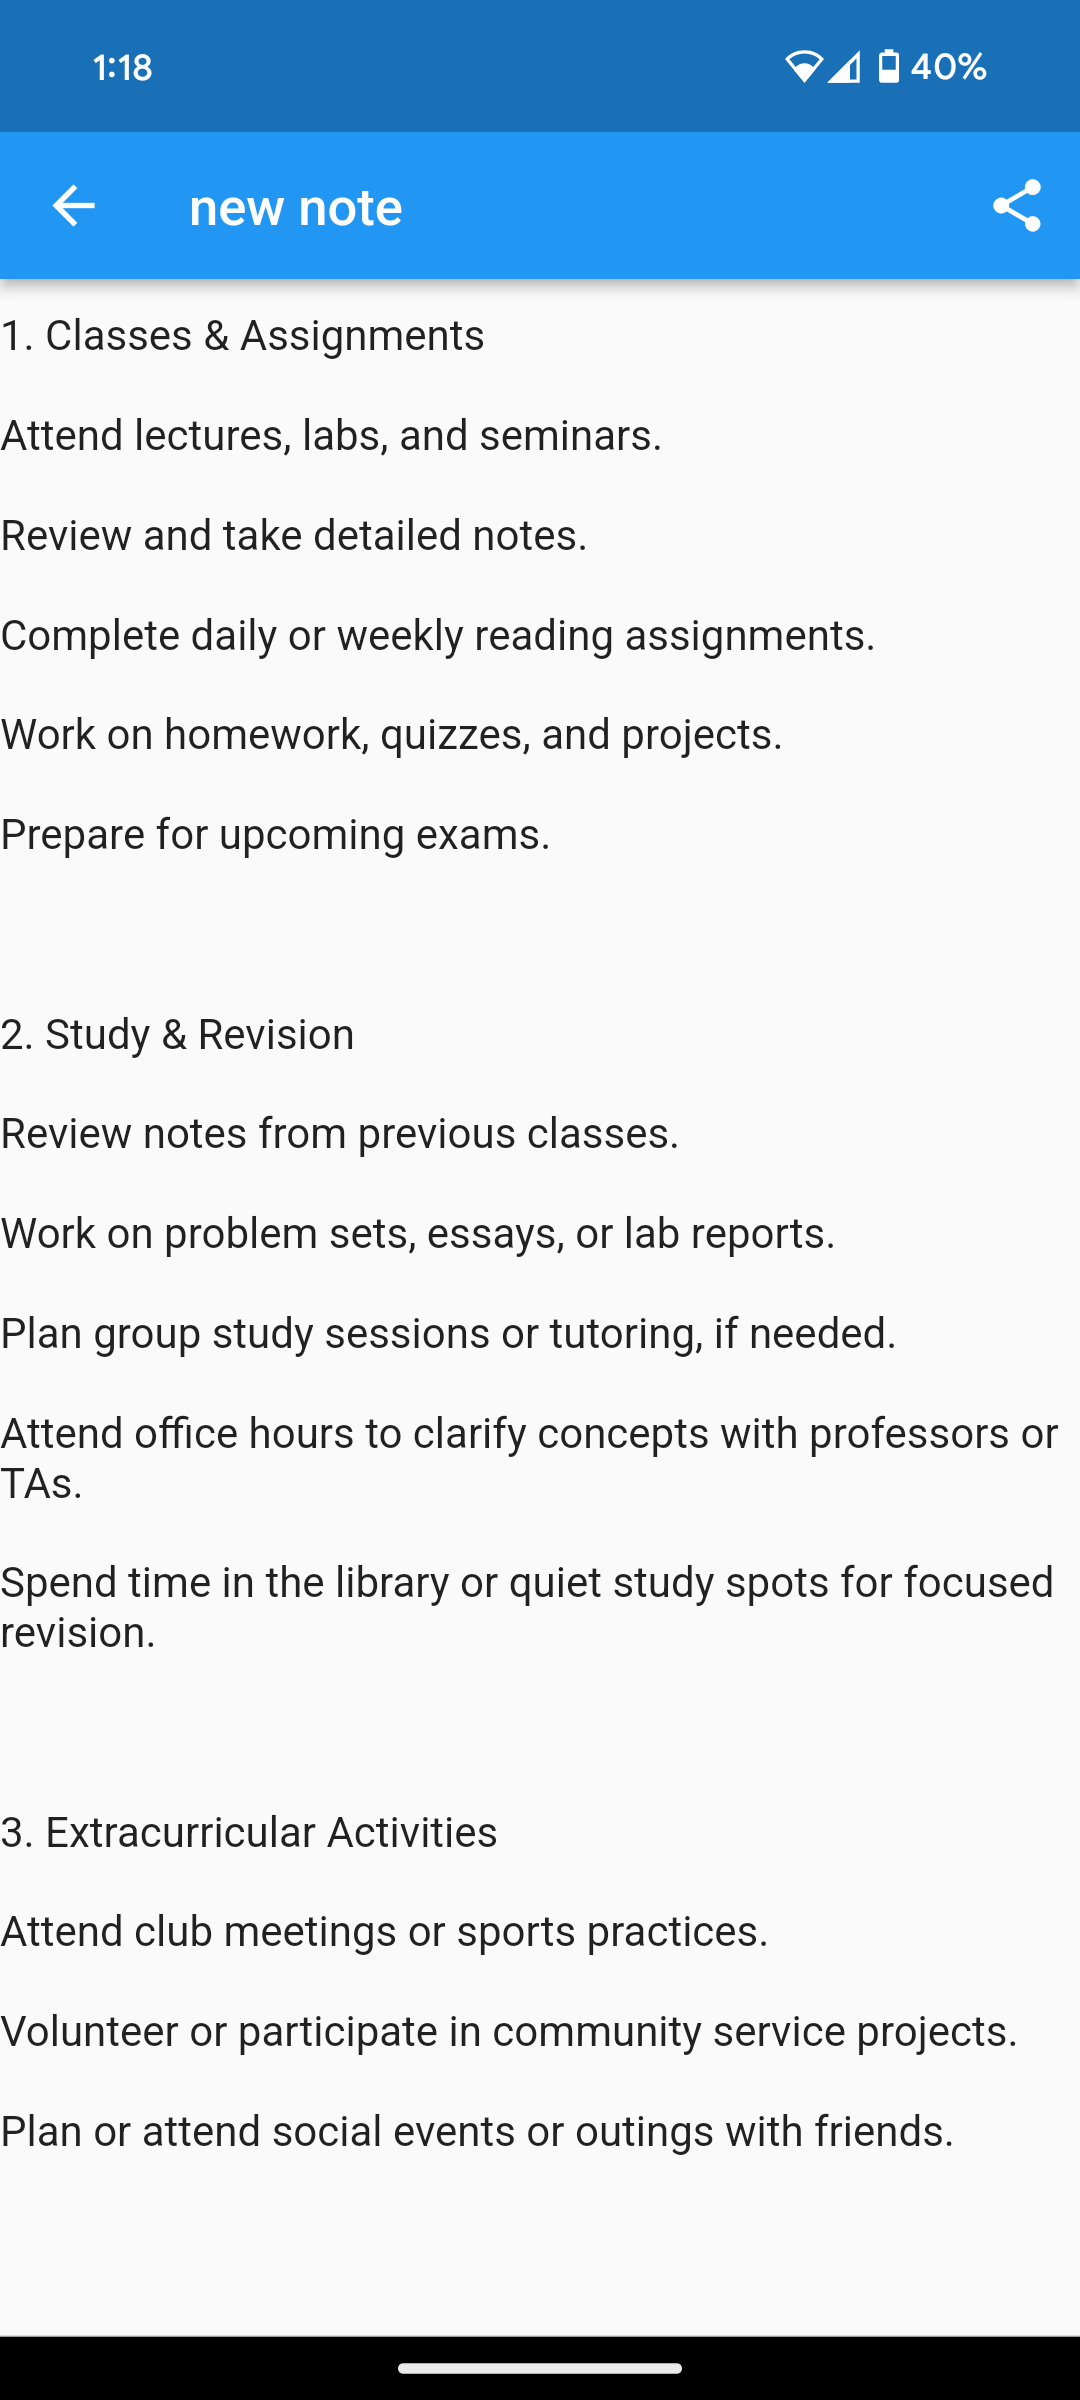 1:18
40%
new note
1. Classes & Assignments
Attend lectures, labs, and seminars.
Review and take detailed notes.
Complete daily or weekly reading assignments.
Work on homework, quizzes, and projects.
Prepare for upcoming exams.
2. Study & Revision
Review notes from previous classes.
Work on problem sets, essays, or lab reports.
Plan group study sessions or tutoring, if needed.
Attend office hours to clarify concepts with professors or
TAs.
Spend time in the library or quiet study spots for focused
revision.
3. Extracurricular Activities
Attend club meetings or sports practices.
Volunteer or participate in community service projects.
Plan or attend social events or outings with friends.